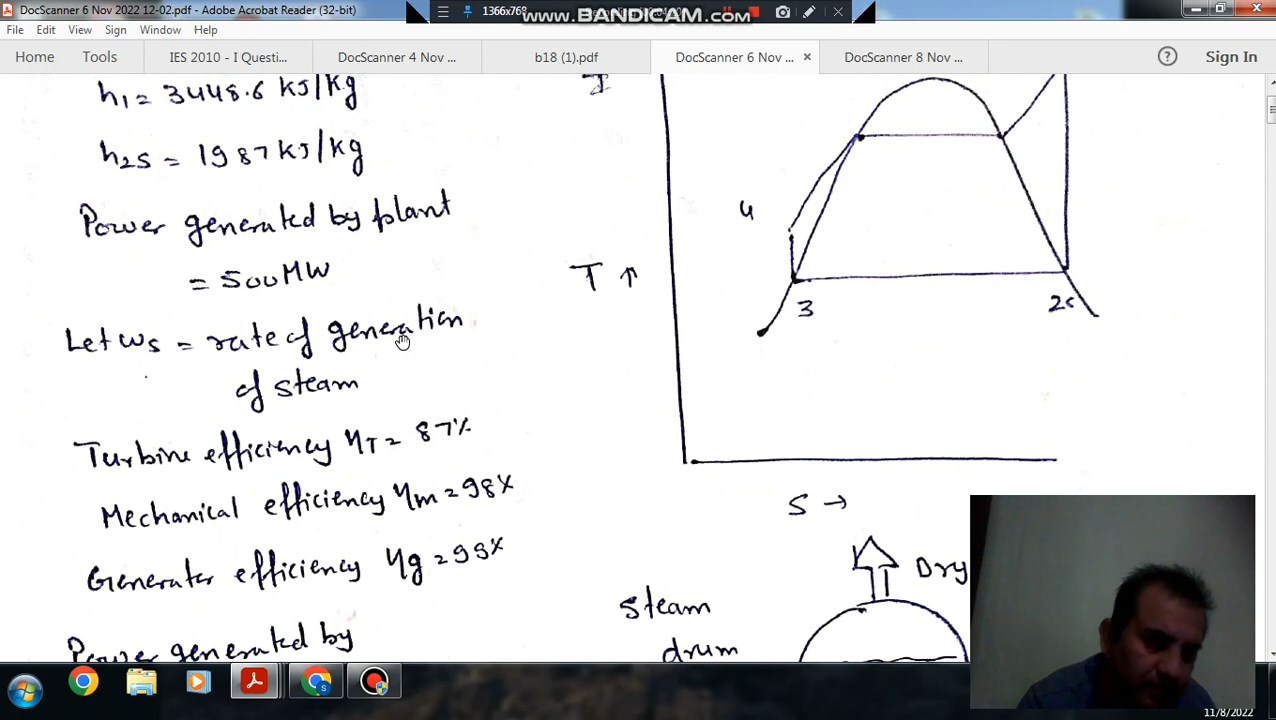 DocScanner 6 Nov 2022 12-02.pdf - Adobe Acrobat Reader (32-bit)
1366x768
www.BANDICAM.com
File Edit View Sign Window Help
Home Tools IES 2010 - I Questi... DocScanner 4 Nov ... b18 (1).pdf DocScanner 6 Nov ... × DocScanner 8 Nov ... Sign In
h1 = 3448.6 KJ/Kg
h2s = 1987 KJ/Kg
Power generated by plant
= 500MW
Let ws = rate of generation
of steam
Turbine efficiency ηT = 87%
Mechanical efficiency ηm = 98%
Generator efficiency ηg = 99%
Power generated by
4
T ↑
3
2s
S →
Dry
steam
drum
11/8/2022